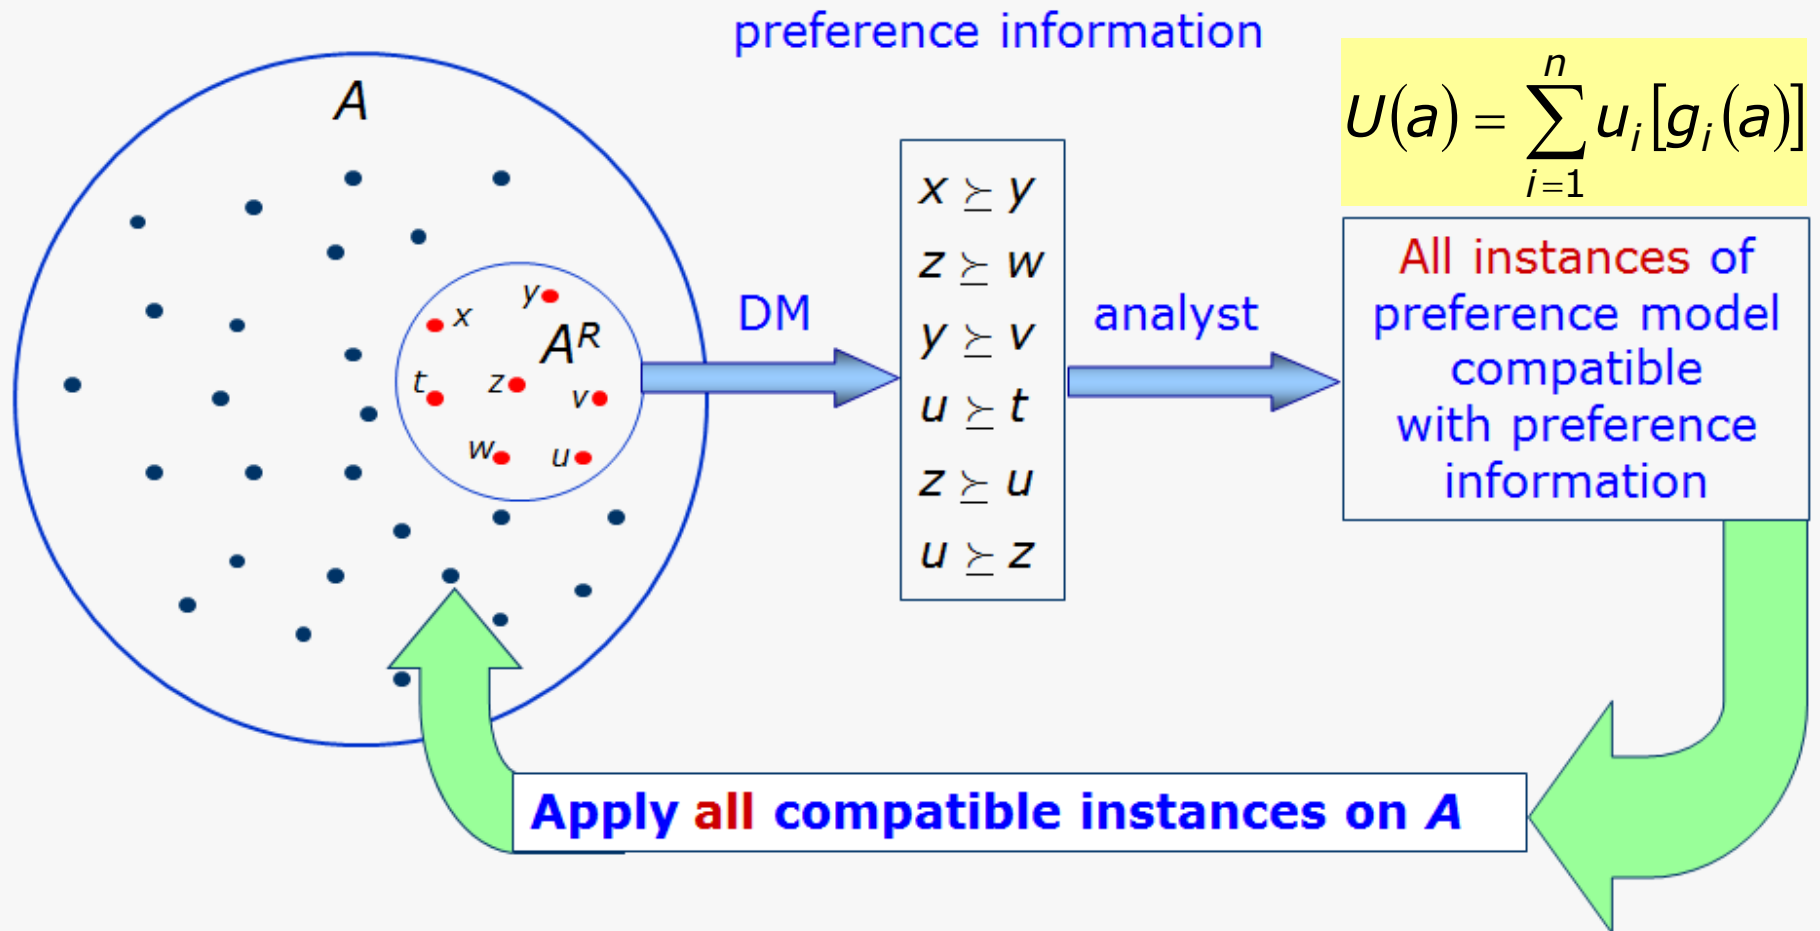 preference information
A
U(a) = ∑ u_i [g_i (a)]
n
i=1
x
y
A^R
t
z
v
w
u
DM
x ⪰ y
z ⪰ w
y ⪰ v
u ⪰ t
z ⪰ u
u ⪰ z
analyst
All instances of
preference model
compatible
with preference
information
Apply all compatible instances on A